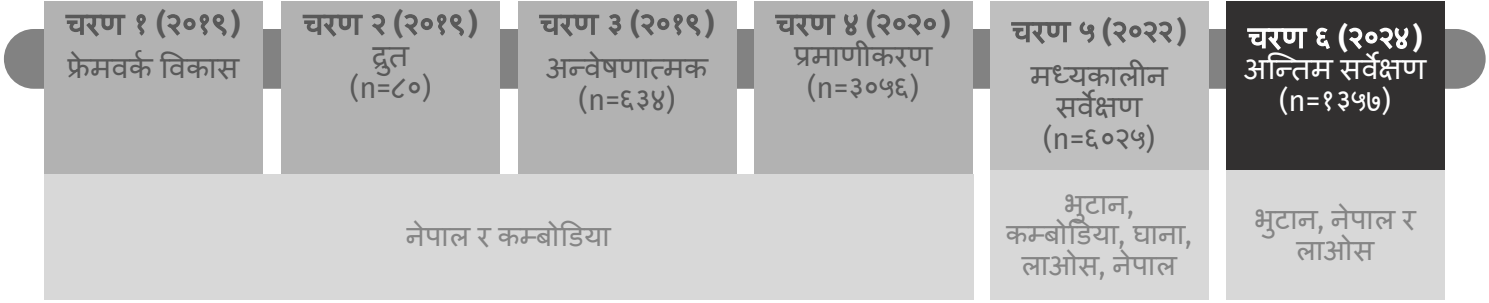 चरण १ (२०१९)
फ्रेमवर्क विकास
चरण २ (२०१९)
द्रुत
(n=८०)
चरण ३ (२०१९)
अन्वेषणात्मक
(n=६३४)
चरण ४ (२०२०)
प्रमाणीकरण
(n=३०५६)
चरण ५ (२०२२)
मध्यकालीन
सर्वेक्षण
(n=६०२५)
चरण ६ (२०२४)
अन्तिम सर्वेक्षण
(n=१३५७)
नेपाल र कम्बोडिया
भुटान,
कम्बोडिया, घाना,
लाओस, नेपाल
भुटान, नेपाल र
लाओस